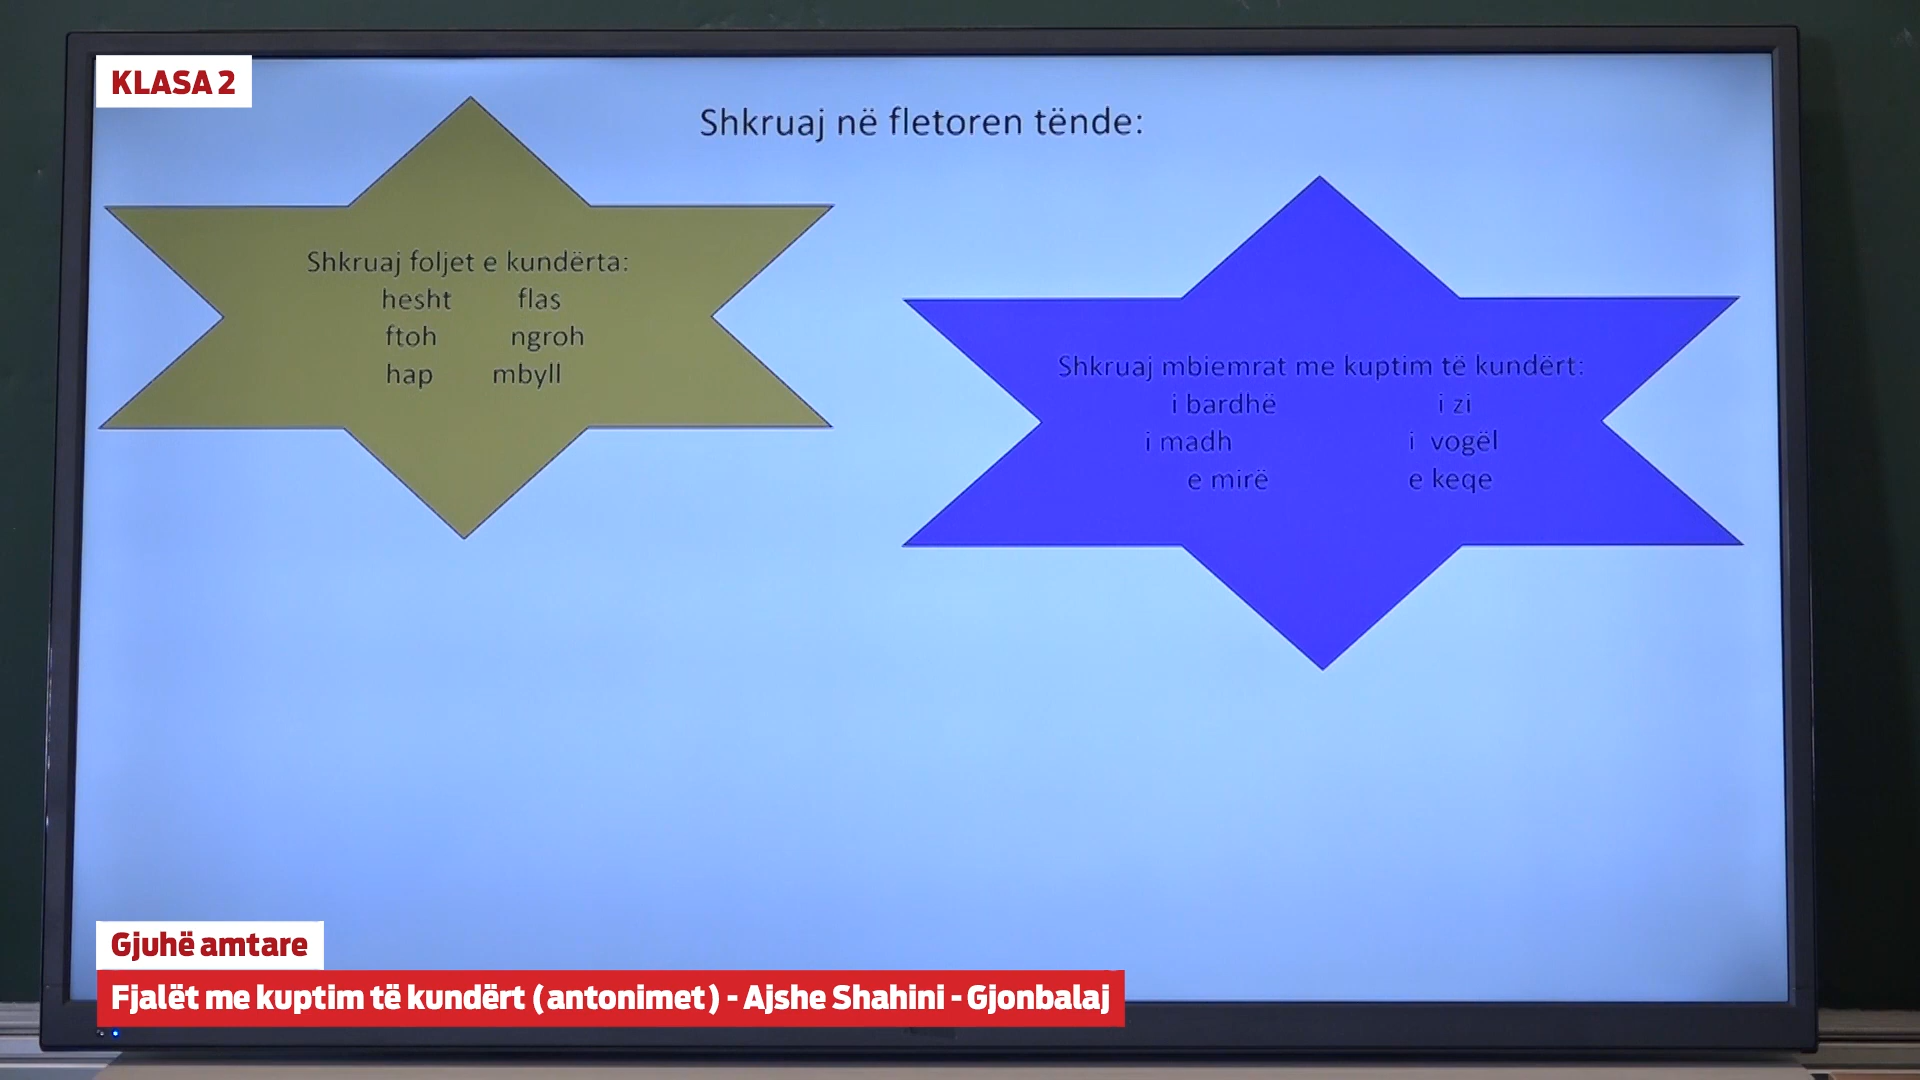 KLASA 2
Shkruaj në fletoren tënde:
Shkruaj foljet e kundërta:
hesht flas
ftoh ngroh
hap mbyll
Shkruaj mbiemrat me kuptim të kundërt:
i bardhë i zi
i madh i vogël
e mirë e keqe
Gjuhë amtare
Fjalët me kuptim të kundërt (antonimet) - Ajshe Shahini - Gjonbalaj